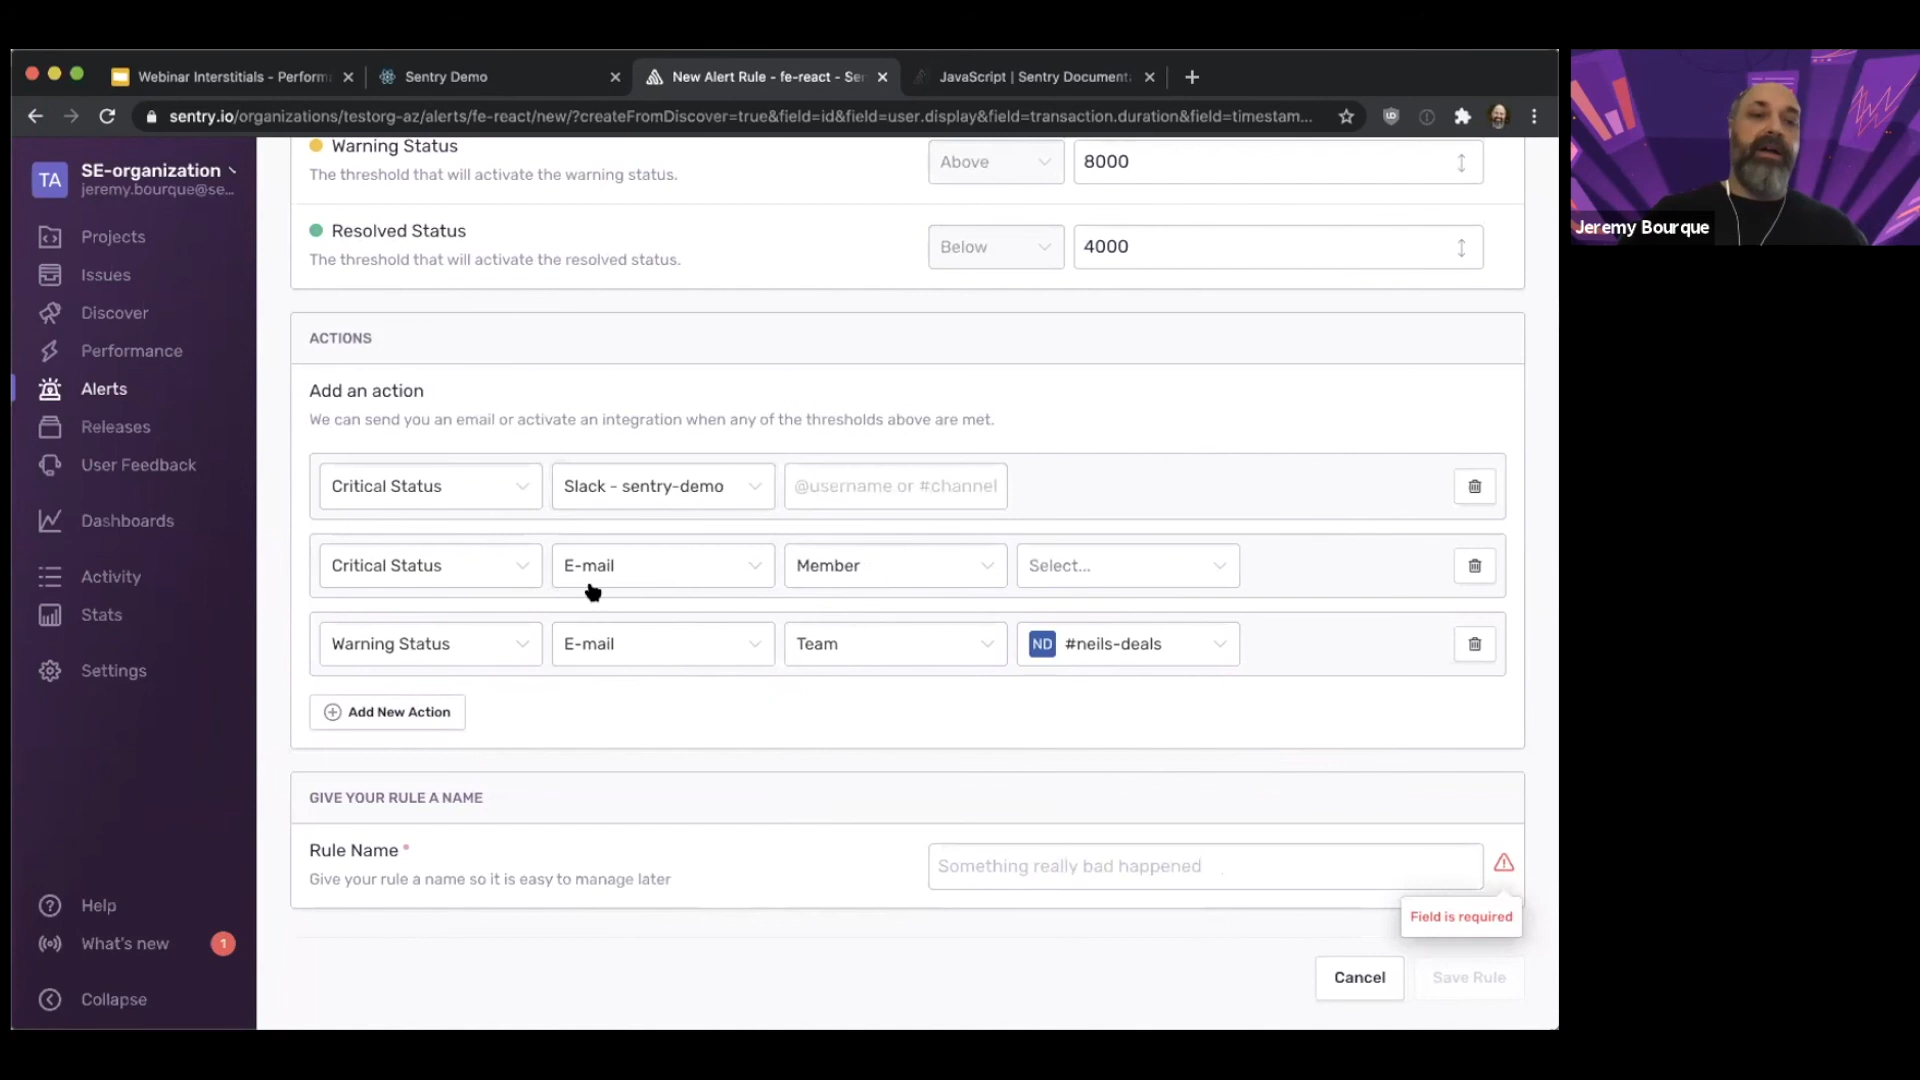 Webinar Interstitials - Perform
Sentry Demo
New Alert Rule - fe-react - Se
JavaScript | Sentry Document
sentry.io/organizations/testorg-az/alerts/fe-react/new/?createFromDiscover=true&field=id&field=user.display&field=transaction.duration&field=timestam...
TA
SE-organization
jeremy.bourque@se...
Projects
Issues
Discover
Performance
Alerts
Releases
User Feedback
Dashboards
Activity
Stats
Settings
Help
What's new
1
Collapse
Warning Status
The threshold that will activate the warning status.
Above
8000
Resolved Status
The threshold that will activate the resolved status.
Below
4000
ACTIONS
Add an action
We can send you an email or activate an integration when any of the thresholds above are met.
Critical Status
Slack - sentry-demo
@username or #channel
Critical Status
E-mail
Member
Select...
Warning Status
E-mail
Team
ND #neils-deals
Add New Action
GIVE YOUR RULE A NAME
Rule Name *
Give your rule a name so it is easy to manage later
Something really bad happened
Field is required
Cancel
Save Rule
Jeremy Bourque